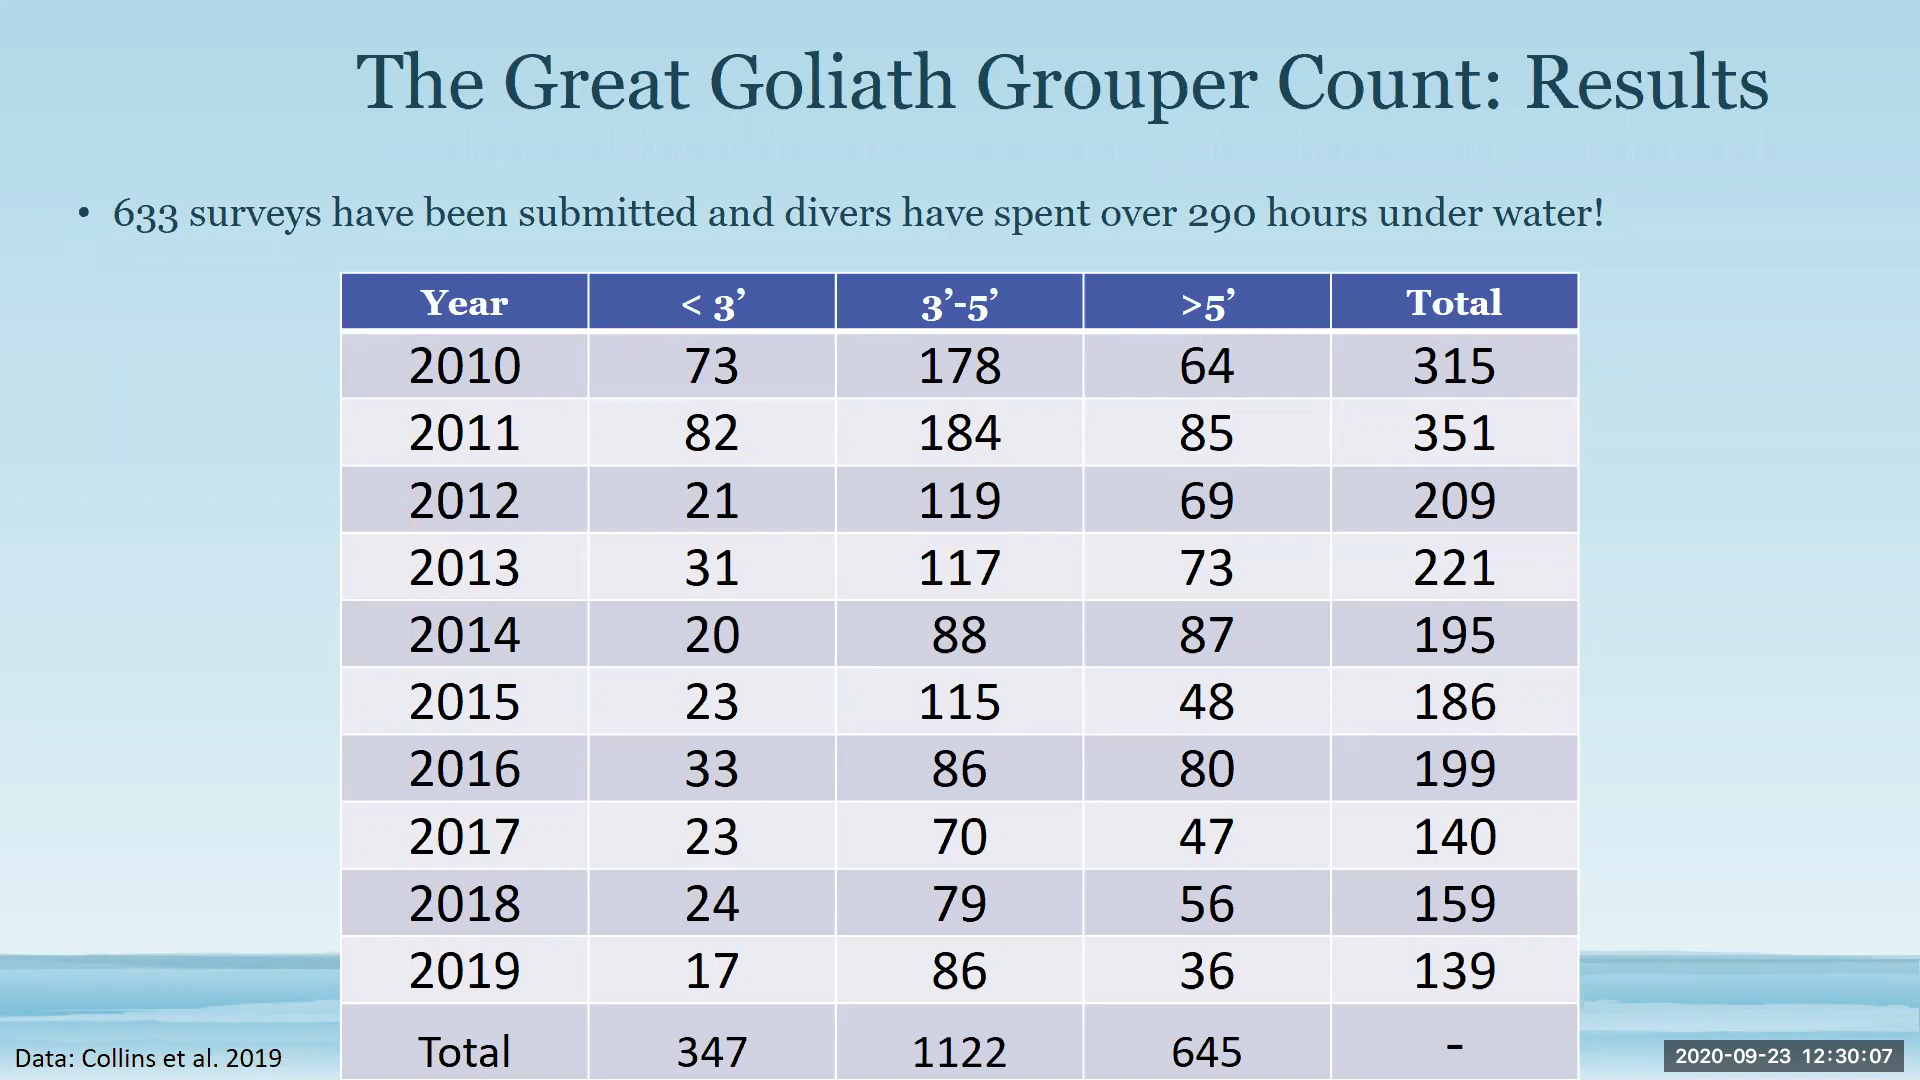 The Great Goliath Grouper Count: Results
• 633 surveys have been submitted and divers have spent over 290 hours under water!
Year < 3’ 3’-5’ >5’ Total
2010 73 178 64 315
2011 82 184 85 351
2012 21 119 69 209
2013 31 117 73 221
2014 20 88 87 195
2015 23 115 48 186
2016 33 86 80 199
2017 23 70 47 140
2018 24 79 56 159
2019 17 86 36 139
Total 347 1122 645 -
Data: Collins et al. 2019
2020-09-23 12:30:07